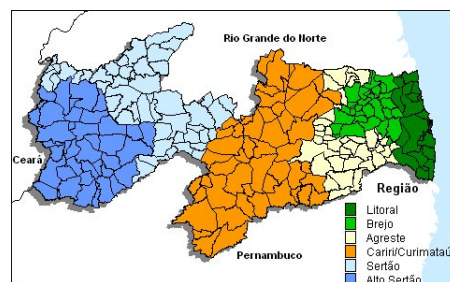 Rio Grande do Norte
Ceará
Pernambuco
Região
Litoral
Brejo
Agreste
Cariri/Curimataú
Sertão
Alto Sertão